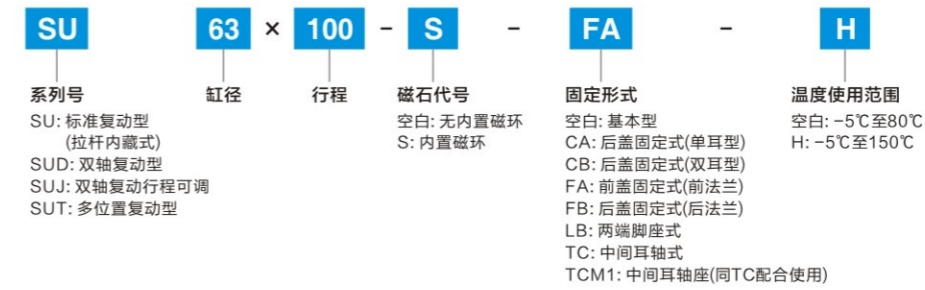 SU 63 × 100 - S - FA - H
系列号 缸径 行程 磁石代号 固定形式 温度使用范围
SU: 标准复动型 空白: 无内置磁环 空白: 基本型 空白: -5℃至80℃
(拉杆内藏式) S: 内置磁环 CA: 后盖固定式(单耳型) H: -5℃至150℃
SUD: 双轴复动型 CB: 后盖固定式(双耳型)
SUJ: 双轴复动行程可调 FA: 前盖固定式(前法兰)
SUT: 多位置复动型 FB: 后盖固定式(后法兰)
LB: 两端脚座式
TC: 中间耳轴式
TCM1: 中间耳轴座(同TC配合使用)